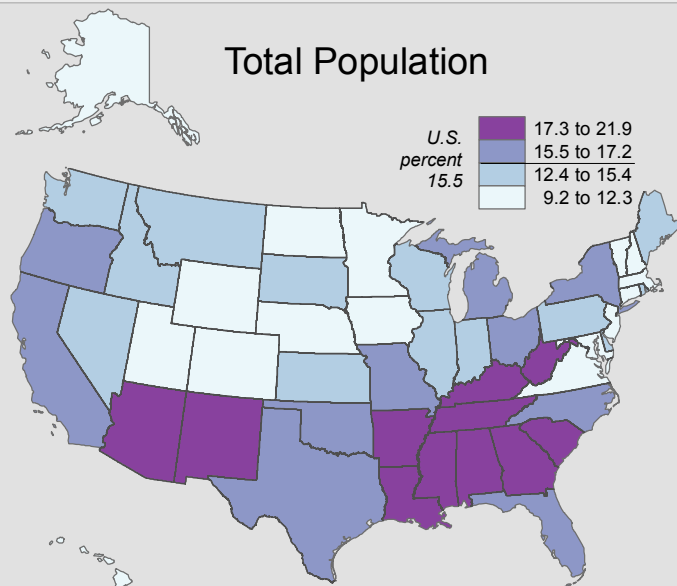 Total Population
U.S.
percent
15.5
17.3 to 21.9
15.5 to 17.2
12.4 to 15.4
9.2 to 12.3